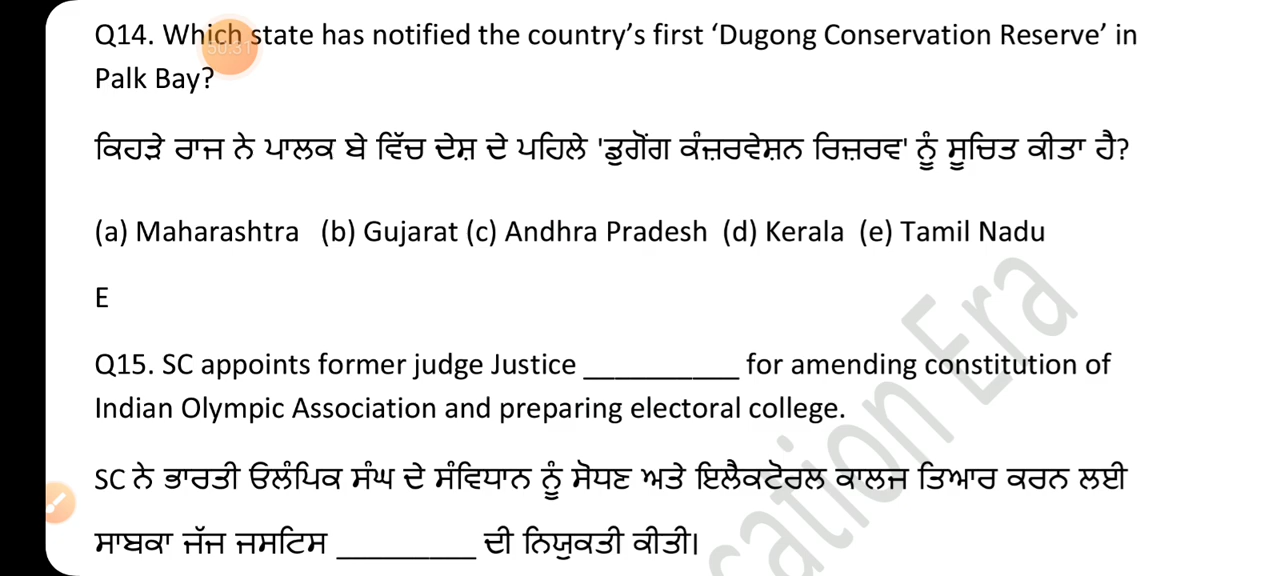 Q14. Which state has notified the country’s first ‘Dugong Conservation Reserve’ in
Palk Bay?
ਕਿਹੜੇ ਰਾਜ ਨੇ ਪਾਲਕ ਬੇ ਵਿੱਚ ਦੇਸ਼ ਦੇ ਪਹਿਲੇ 'ਡੁਗੋਂਗ ਕੰਜ਼ਰਵੇਸ਼ਨ ਰਿਜ਼ਰਵ' ਨੂੰ ਸੂਚਿਤ ਕੀਤਾ ਹੈ?
(a) Maharashtra (b) Gujarat (c) Andhra Pradesh (d) Kerala (e) Tamil Nadu
E
Q15. SC appoints former judge Justice __________ for amending constitution of
Indian Olympic Association and preparing electoral college.
SC ਨੇ ਭਾਰਤੀ ਓਲੰਪਿਕ ਸੰਘ ਦੇ ਸੰਵਿਧਾਨ ਨੂੰ ਸੋਧਣ ਅਤੇ ਇਲੈਕਟੋਰਲ ਕਾਲਜ ਤਿਆਰ ਕਰਨ ਲਈ
ਸਾਬਕਾ ਜੱਜ ਜਸਟਿਸ _________ ਦੀ ਨਿਯੁਕਤੀ ਕੀਤੀ।
cation Era